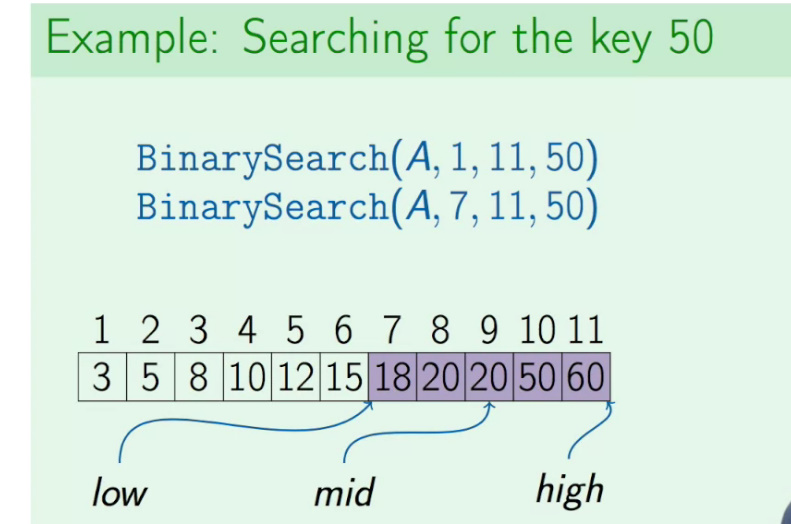 Example: Searching for the key 50
BinarySearch(A, 1, 11, 50)
BinarySearch(A, 7, 11, 50)
1 2 3 4 5 6 7 8 9 10 11
3 5 8 10 12 15 18 20 20 50 60
low mid high